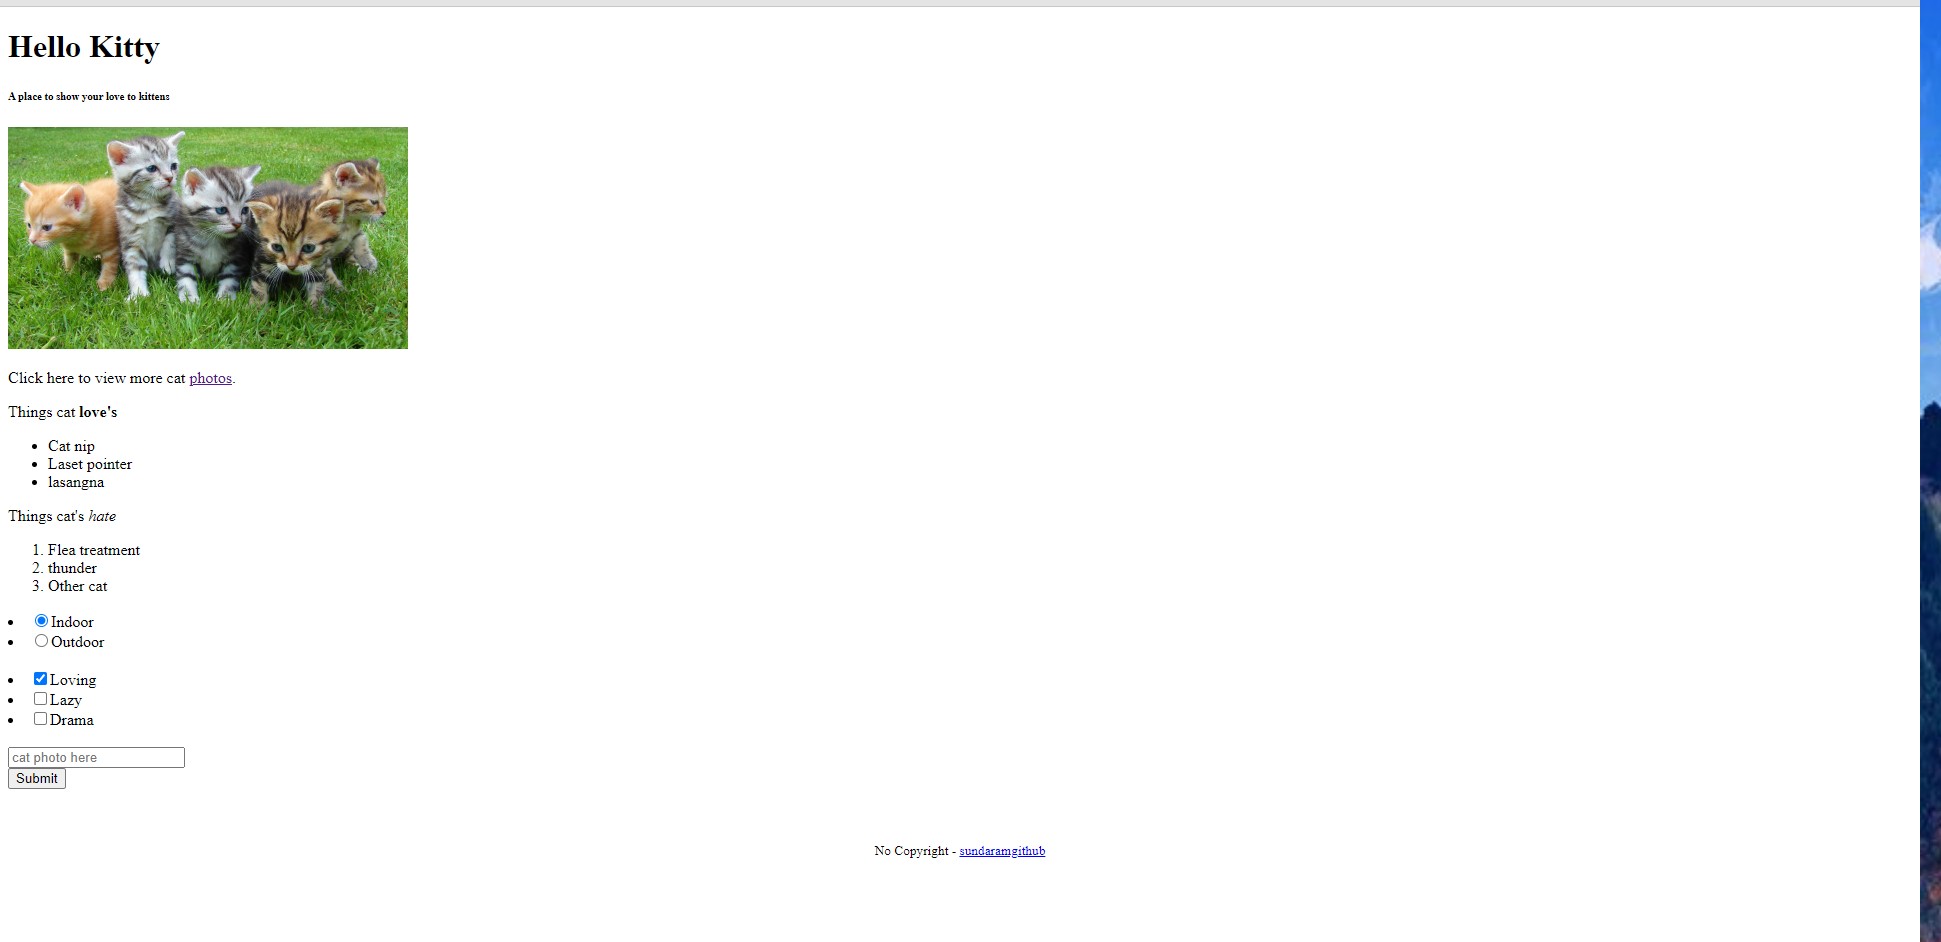 Hello Kitty
A place to show your love to kittens
Click here to view more cat photos.
Things cat love's
Cat nip
Laset pointer
lasangna
Things cat's hate
1. Flea treatment
2. thunder
3. Other cat
Indoor
Outdoor
Loving
Lazy
Drama
cat photo here
Submit
No Copyright - sundaramgithub